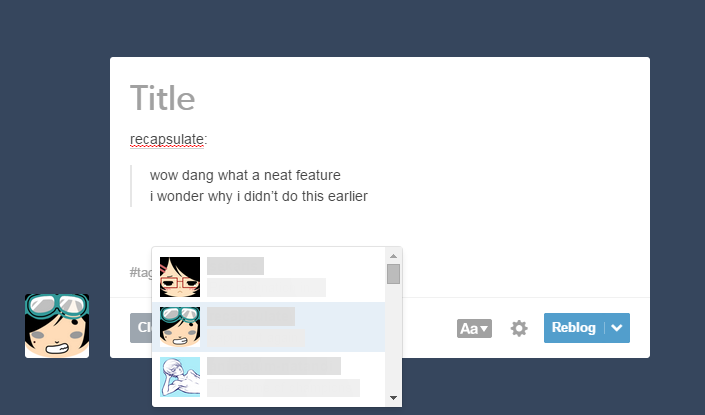 Title
recapsulate:
wow dang what a neat feature
i wonder why i didn't do this earlier
#tag
Cl
Aa
Reblog